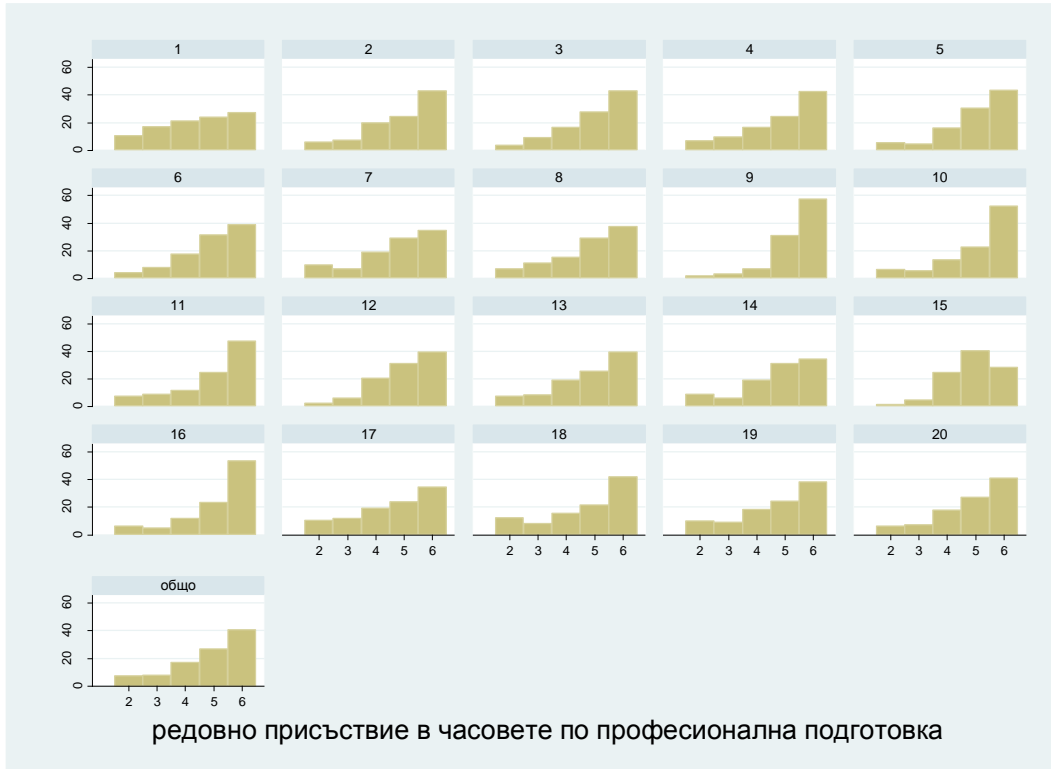 1 2 3 4 5
0 20 40 60
6 7 8 9 10
0 20 40 60
11 12 13 14 15
0 20 40 60
16 17 18 19 20
0 20 40 60
2 3 4 5 6 2 3 4 5 6 2 3 4 5 6 2 3 4 5 6
общо
0 20 40 60
2 3 4 5 6
редовно присъствие в часовете по професионална подготовка